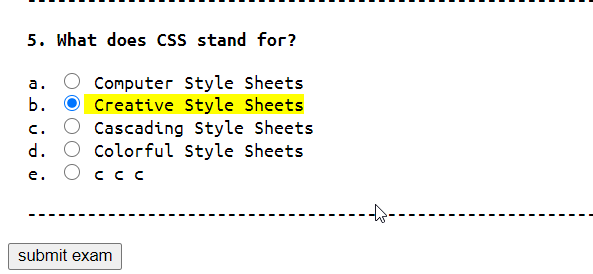 5. What does CSS stand for?
a. Computer Style Sheets
b. Creative Style Sheets
c. Cascading Style Sheets
d. Colorful Style Sheets
e. c c c
submit exam